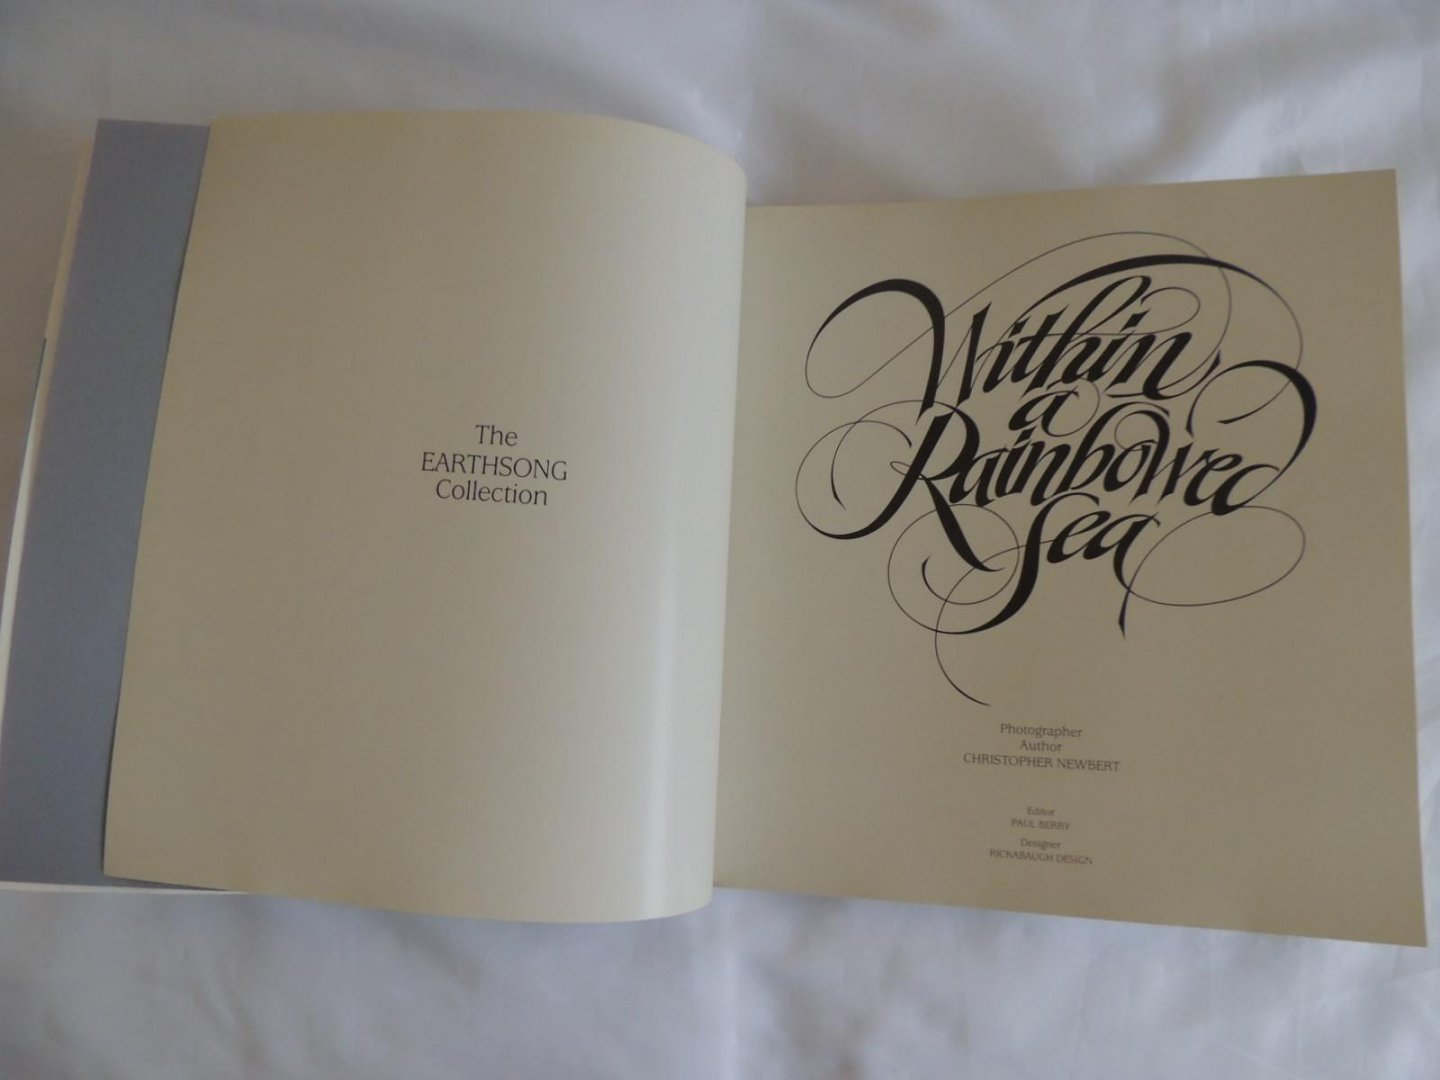 The
EARTHSONG
Collection
Within
a
Rainbowed
Sea
Photographer
Author
CHRISTOPHER NEWBERT
Editor
PAUL BERRY
Designer
RICKABAUGH DESIGN